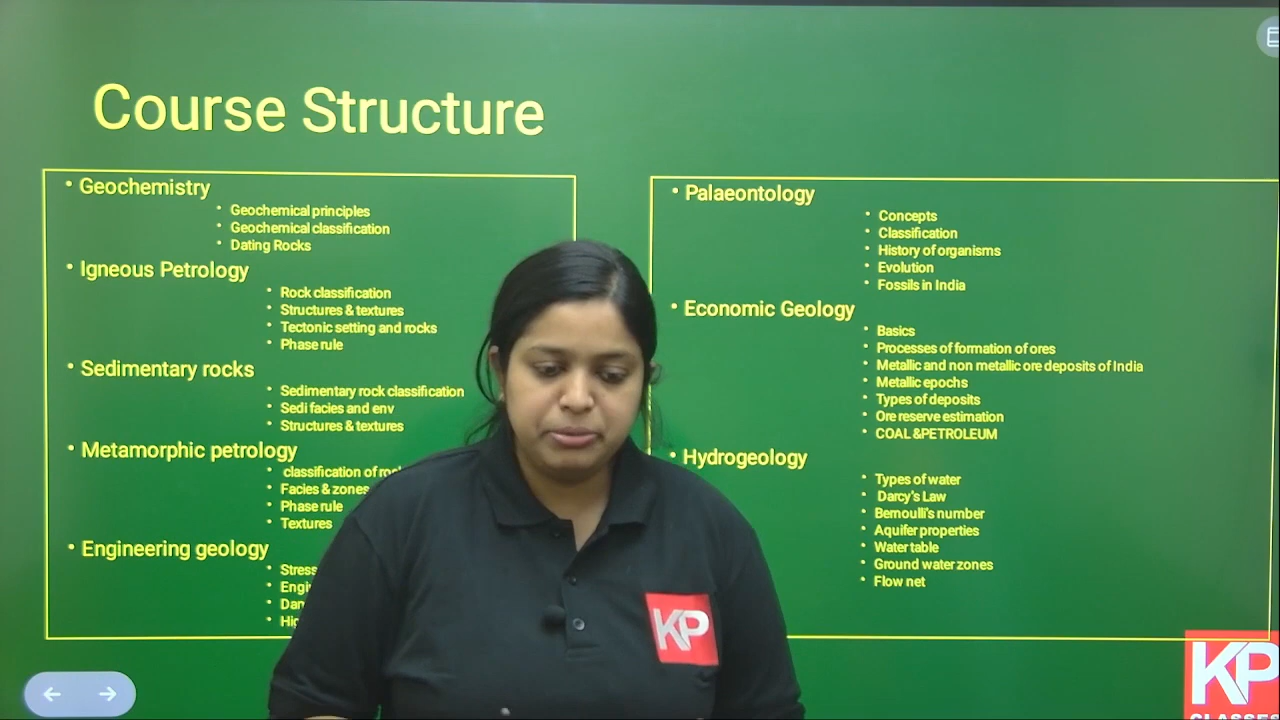 Course Structure
• Geochemistry
• Geochemical principles
• Geochemical classification
• Dating Rocks
• Igneous Petrology
• Rock classification
• Structures & textures
• Tectonic setting and rocks
• Phase rule
• Sedimentary rocks
• Sedimentary rock classification
• Sedi facies and env
• Structures & textures
• Metamorphic petrology
• classification of
• Facies & zones
• Phase rule
• Textures
• Engineering geology
• Stress
• Palaeontology
• Concepts
• Classification
• History of organisms
• Evolution
• Fossils in India
• Economic Geology
• Basics
• Processes of formation of ores
• Metallic and non metallic ore deposits of India
• Metallic epochs
• Types of deposits
• Ore reserve estimation
• COAL &PETROLEUM
• Hydrogeology
• Types of water
• Darcy's Law
• Bernoulli's number
• Aquifer properties
• Water table
• Ground water zones
• Flow net
KP
KP